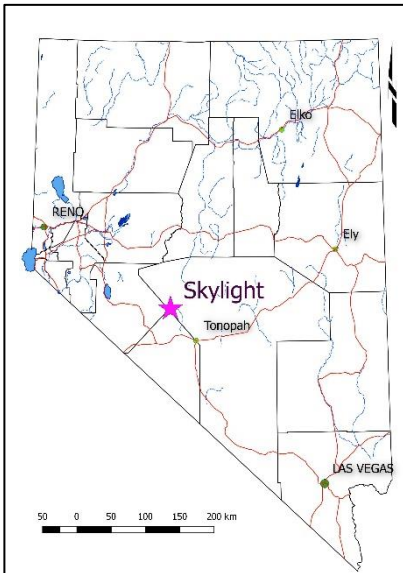 Elko
RENO
Ely
Skylight
Tonopah
LAS VEGAS
50 0 50 100 150 200 km